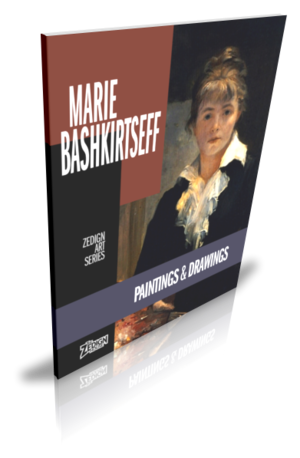 MARIE
BASHKIRTSEFF
ZEDIGN
ART
SERIES
PAINTINGS & DRAWINGS
ZEDIGN